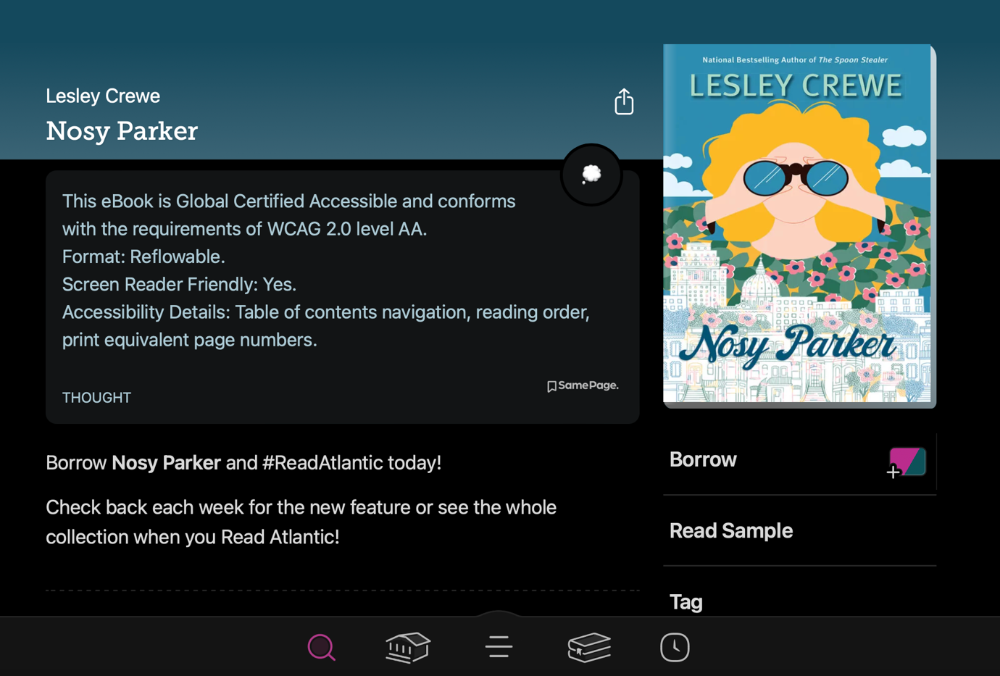 Lesley Crewe
Nosy Parker
This eBook is Global Certified Accessible and conforms
with the requirements of WCAG 2.0 level AA.
Format: Reflowable.
Screen Reader Friendly: Yes.
Accessibility Details: Table of contents navigation, reading order,
print equivalent page numbers.
THOUGHT
SamePage.
Borrow Nosy Parker and #ReadAtlantic today!
Check back each week for the new feature or see the whole
collection when you Read Atlantic!
National Bestselling Author of The Spoon Stealer
LESLEY CREWE
Nosy Parker
Borrow
Read Sample
Tag